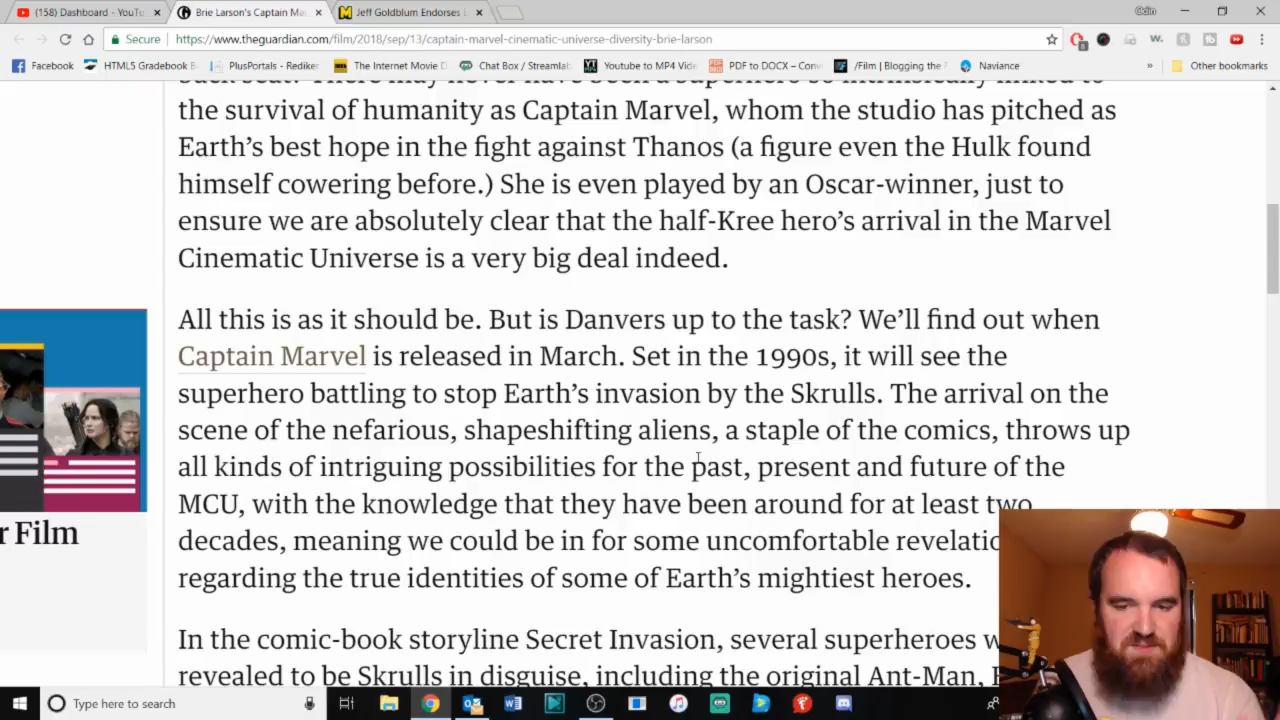 (158) Dashboard - YouTu
Brie Larson's Captain Ma
Jeff Goldblum Endorses
Colin
Secure
https://www.theguardian.com/film/2018/sep/13/captain-marvel-cinematic-universe-diversity-brie-larson
Facebook
HTML5 Gradebook
PlusPortals - Rediker
The Internet Movie D
Chat Box / Streamlab
Youtube to MP4 Vide
PDF to DOCX – Conv
/Film | Blogging the
Naviance
»
Other bookmarks
the survival of humanity as Captain Marvel, whom the studio has pitched as
Earth's best hope in the fight against Thanos (a figure even the Hulk found
himself cowering before.) She is even played by an Oscar-winner, just to
ensure we are absolutely clear that the half-Kree hero's arrival in the Marvel
Cinematic Universe is a very big deal indeed.
All this is as it should be. But is Danvers up to the task? We'll find out when
Captain Marvel is released in March. Set in the 1990s, it will see the
superhero battling to stop Earth's invasion by the Skrulls. The arrival on the
scene of the nefarious, shapeshifting aliens, a staple of the comics, throws up
all kinds of intriguing possibilities for the past, present and future of the
MCU, with the knowledge that they have been around for at least two
decades, meaning we could be in for some uncomfortable revelatio
regarding the true identities of some of Earth's mightiest heroes.
r Film
In the comic-book storyline Secret Invasion, several superheroes w
revealed to be Skrulls in disguise, including the original Ant-Man,
Type here to search